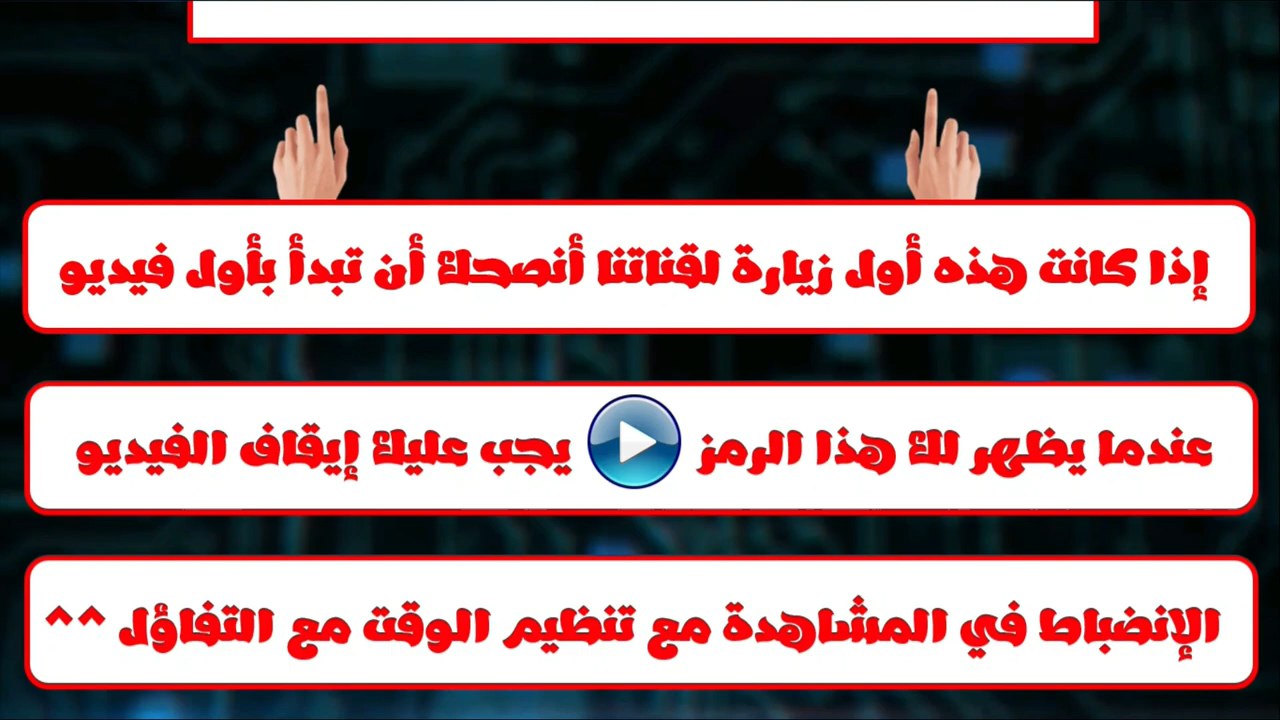 إذا كانت هذه أول زيارة لقناتنا أنصحك أن تبدأ بأول فيديو
عندما يظهر لك هذا الرمز يجب عليك إيقاف الفيديو
الإنضباط في المشاهدة مع تنظيم الوقت مع التفاؤل ^^